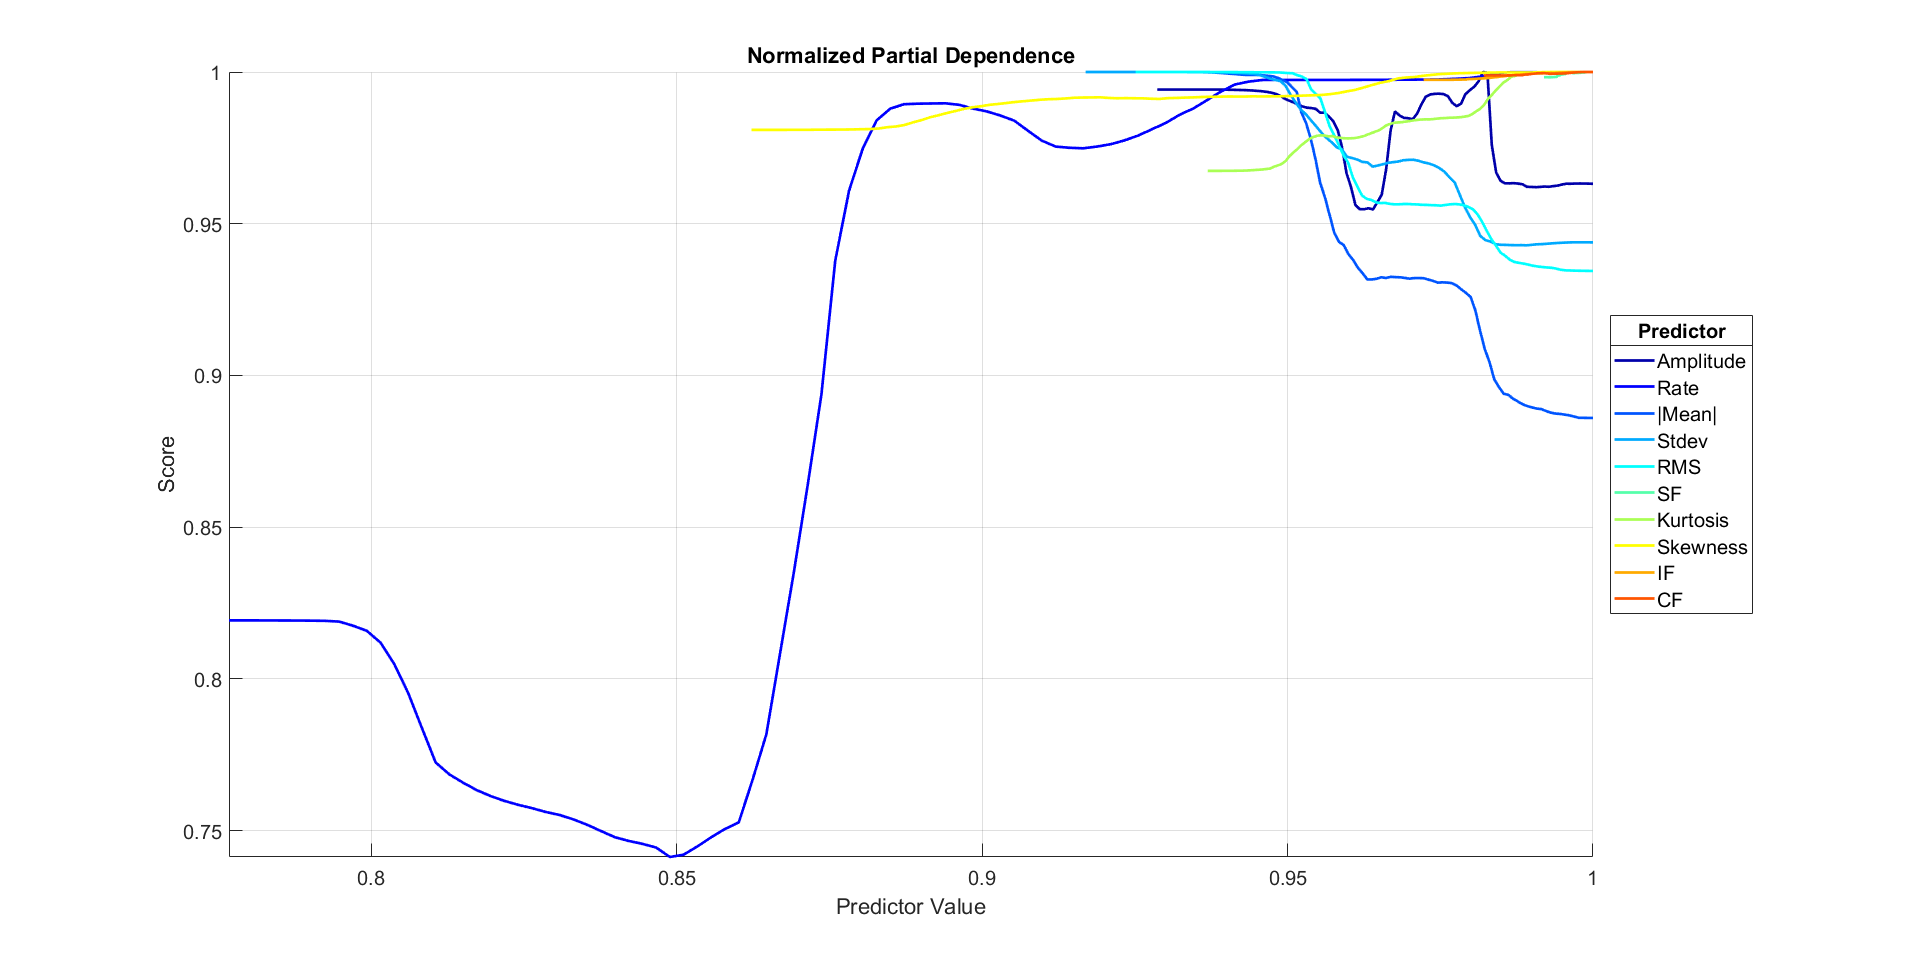 Normalized Partial Dependence
1
0.95
0.9
0.85
0.8
0.75
Score
0.8
0.85
0.9
0.95
1
Predictor Value
Predictor
Amplitude
Rate
|Mean|
Stdev
RMS
SF
Kurtosis
Skewness
IF
CF